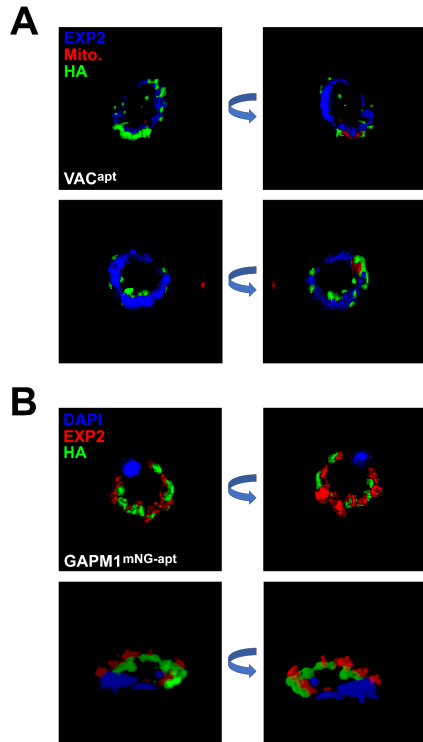 A
EXP2
Mito.
HA
VACapt
B
DAPI
EXP2
HA
GAPM1mNG-apt